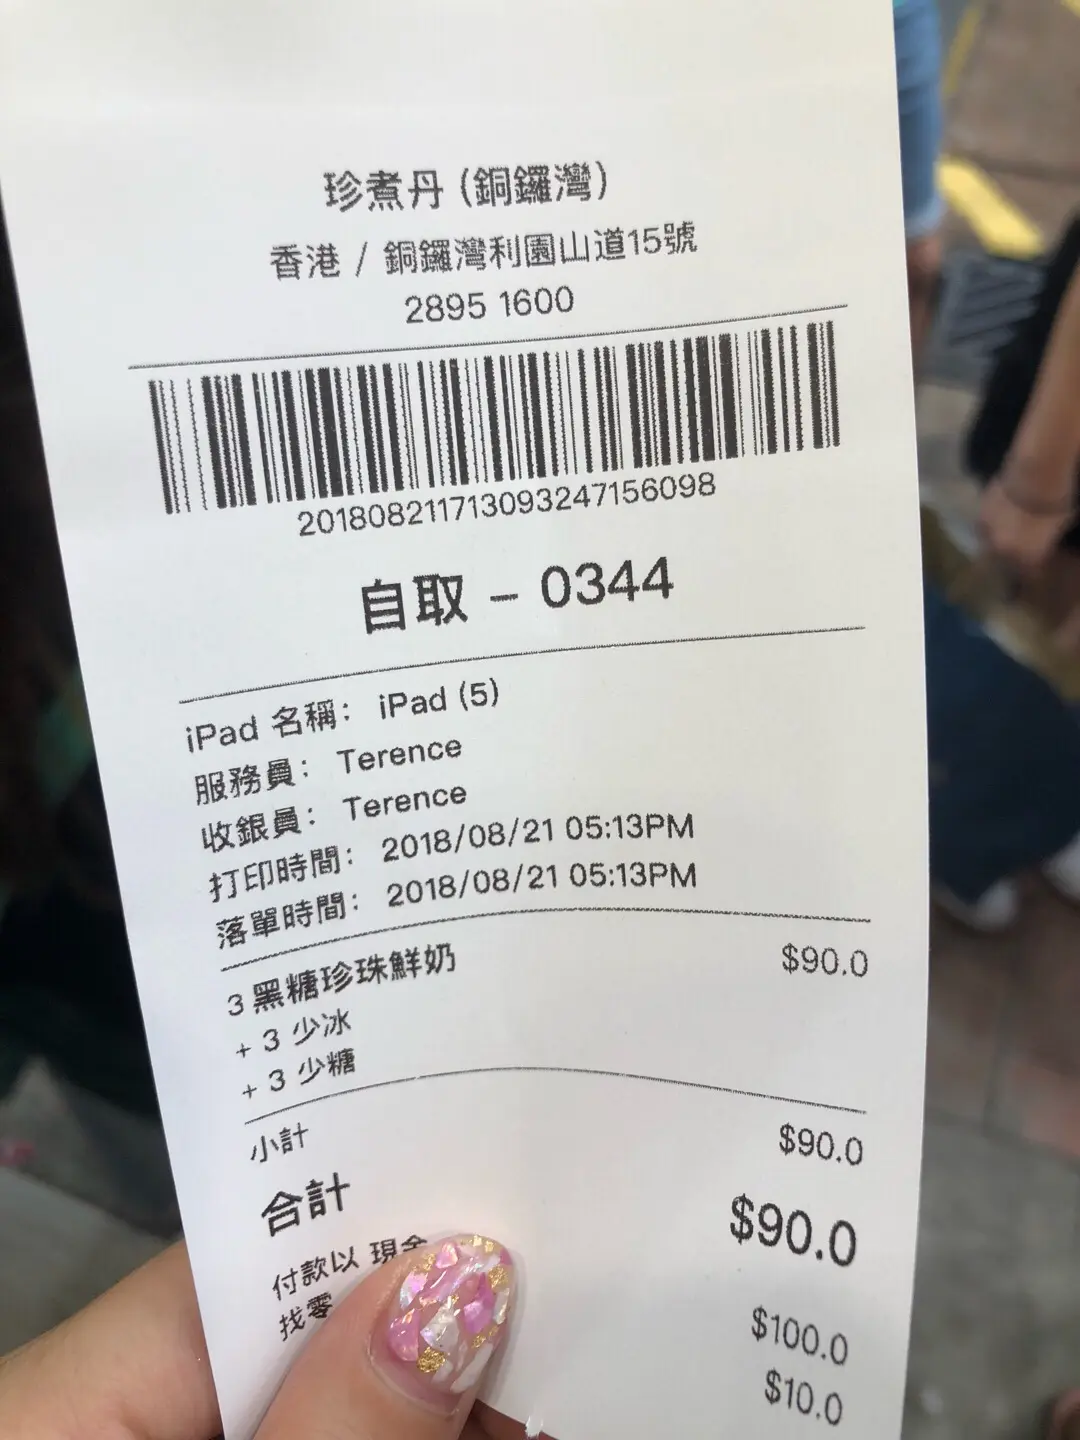 珍煮丹 (銅鑼灣)
香港 / 銅鑼灣利園山道15號
2895 1600
201808211713093247156098
自取 – 0344
iPad 名稱： iPad (5)
服務員： Terence
收銀員： Terence
打印時間： 2018/08/21 05:13PM
落單時間： 2018/08/21 05:13PM
3 黑糖珍珠鮮奶 $90.0
+ 3 少冰
+ 3 少糖
小計 $90.0
合計 $90.0
付款以 現金 $100.0
找零 $10.0